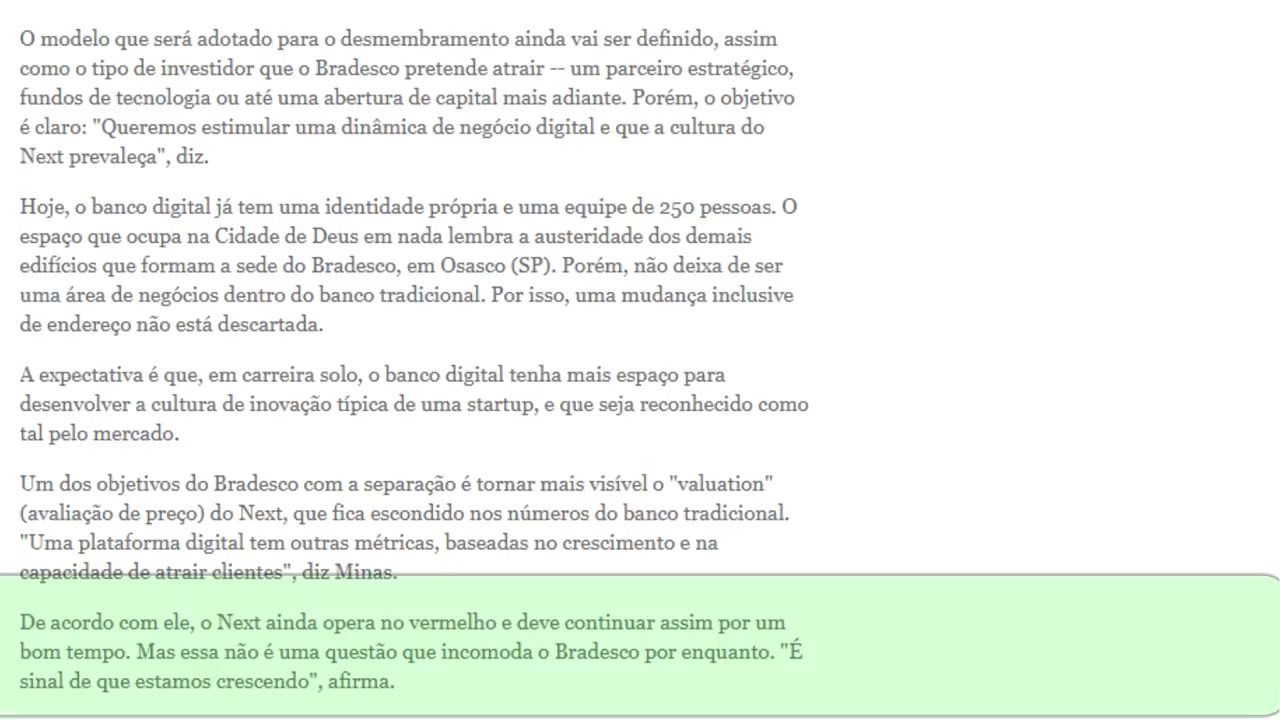 O modelo que será adotado para o desmembramento ainda vai ser definido, assim
como o tipo de investidor que o Bradesco pretende atrair -- um parceiro estratégico,
fundos de tecnologia ou até uma abertura de capital mais adiante. Porém, o objetivo
é claro: "Queremos estimular uma dinâmica de negócio digital e que a cultura do
Next prevaleça", diz.
Hoje, o banco digital já tem uma identidade própria e uma equipe de 250 pessoas. O
espaço que ocupa na Cidade de Deus em nada lembra a austeridade dos demais
edifícios que formam a sede do Bradesco, em Osasco (SP). Porém, não deixa de ser
uma área de negócios dentro do banco tradicional. Por isso, uma mudança inclusive
de endereço não está descartada.
A expectativa é que, em carreira solo, o banco digital tenha mais espaço para
desenvolver a cultura de inovação típica de uma startup, e que seja reconhecido como
tal pelo mercado.
Um dos objetivos do Bradesco com a separação é tornar mais visível o "valuation"
(avaliação de preço) do Next, que fica escondido nos números do banco tradicional.
"Uma plataforma digital tem outras métricas, baseadas no crescimento e na
capacidade de atrair clientes", diz Minas.
De acordo com ele, o Next ainda opera no vermelho e deve continuar assim por um
bom tempo. Mas essa não é uma questão que incomoda o Bradesco por enquanto. "É
sinal de que estamos crescendo", afirma.